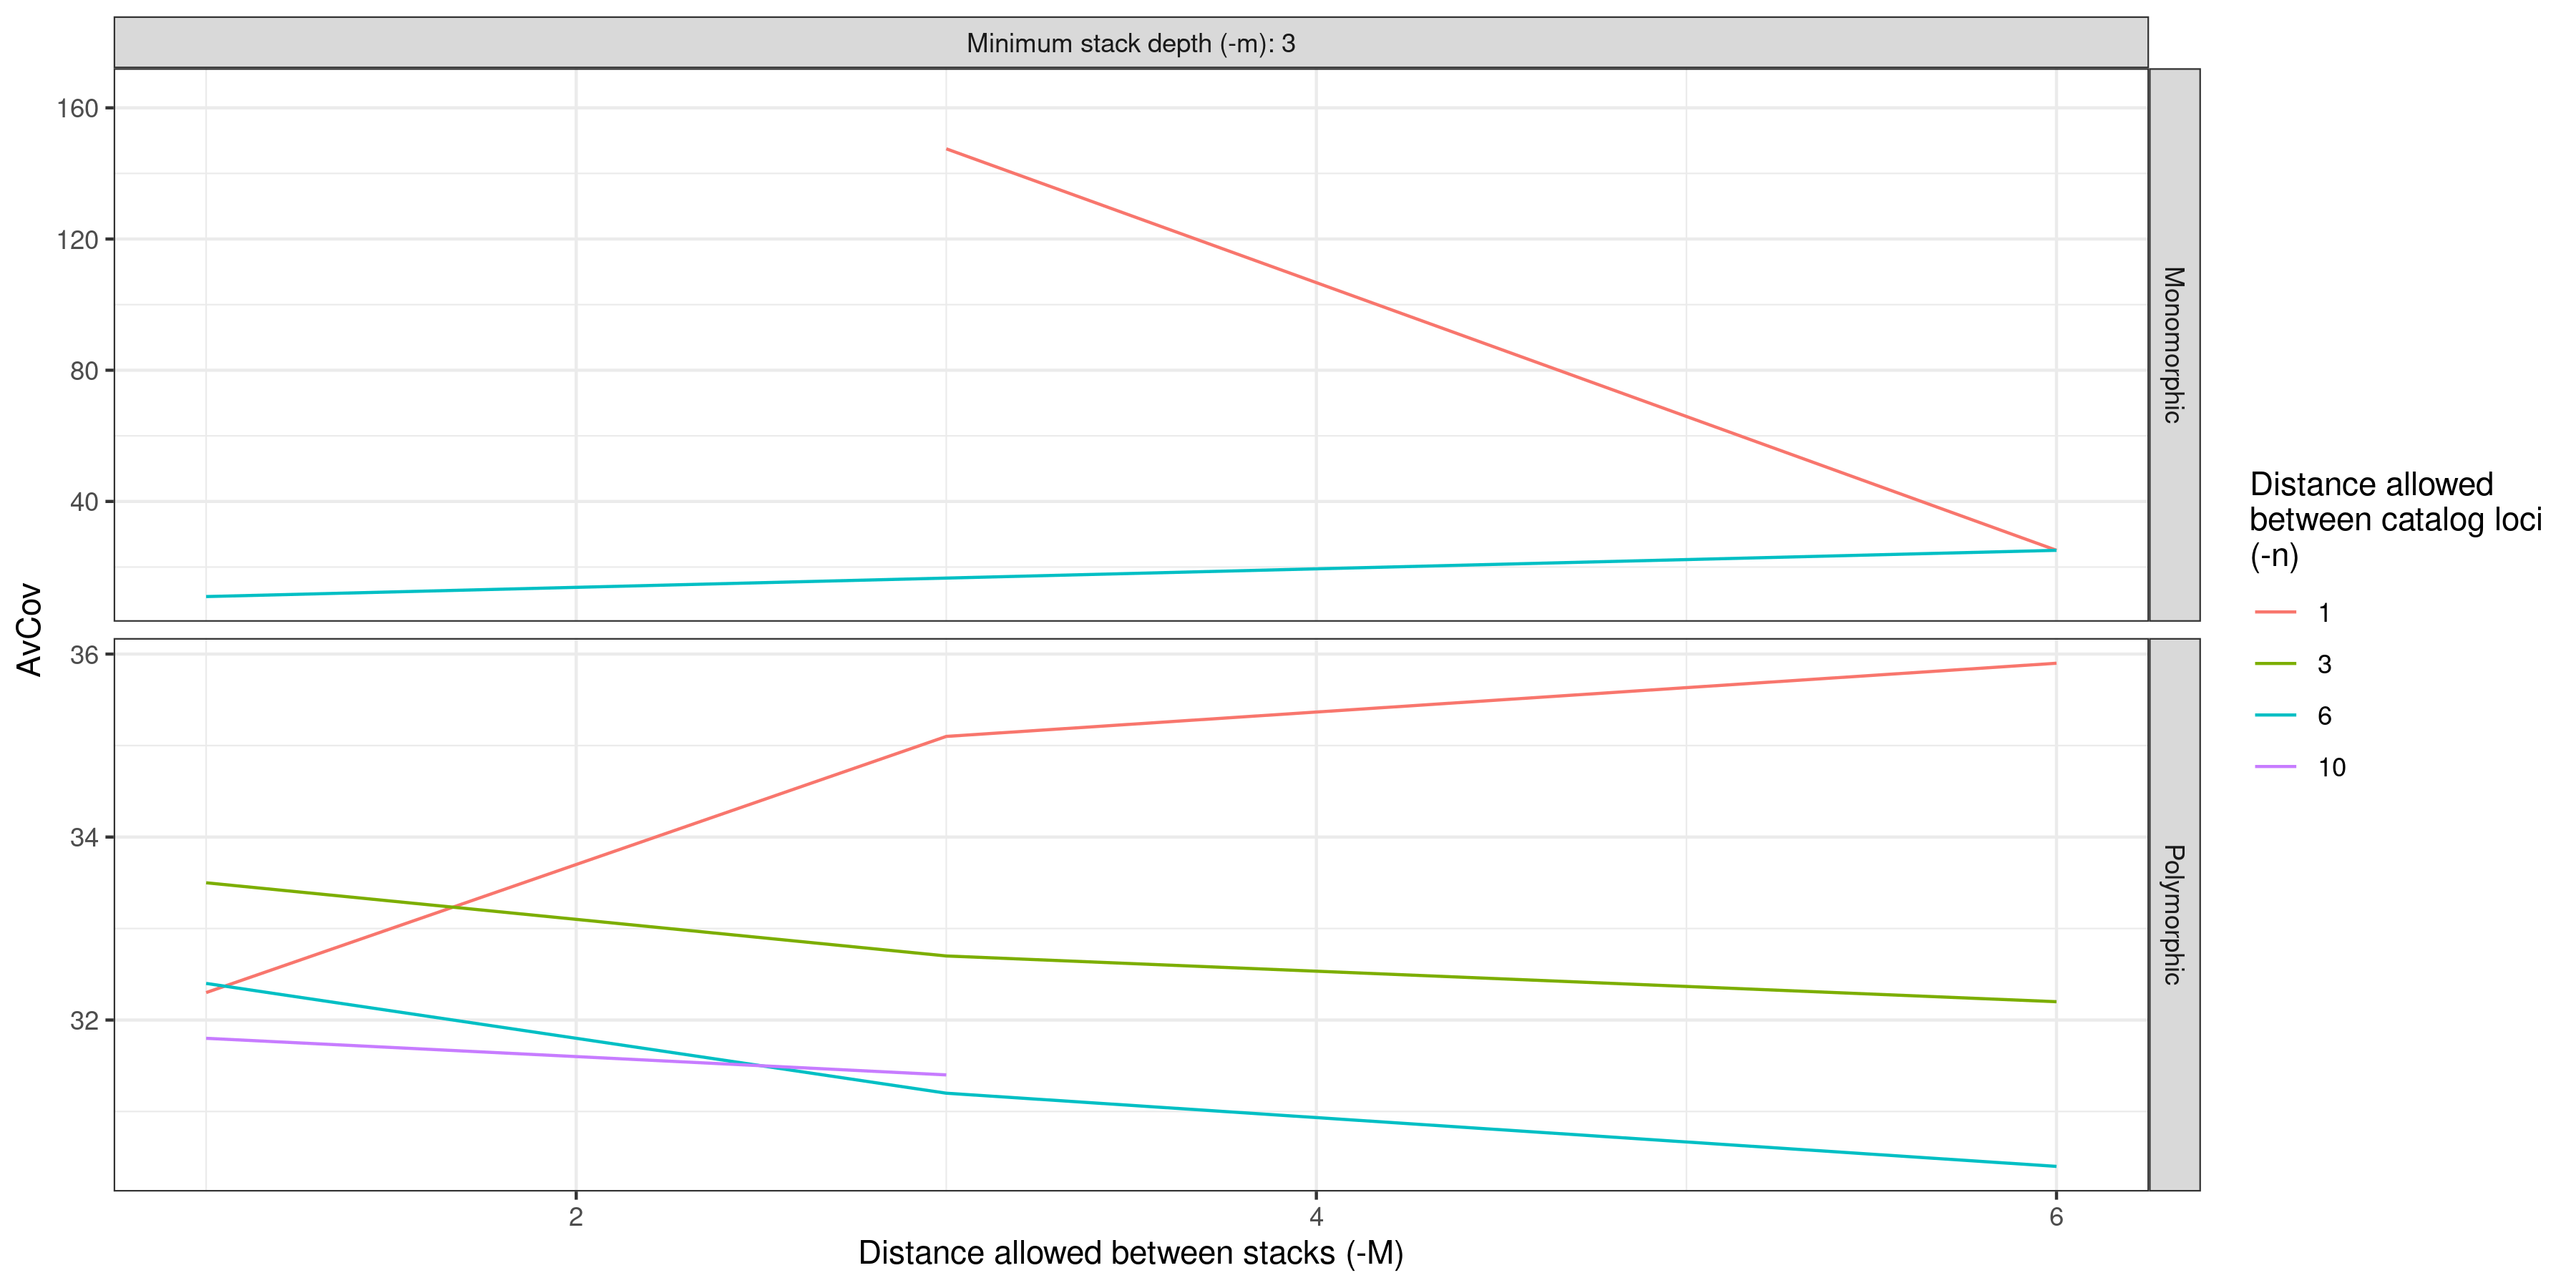 Minimum stack depth (-m): 3
160
120
80
40
Monomorphic
AvCov
36
34
32
Polymorphic
2
4
6
Distance allowed between stacks (-M)
Distance allowed
between catalog loci
(-n)
1
3
6
10